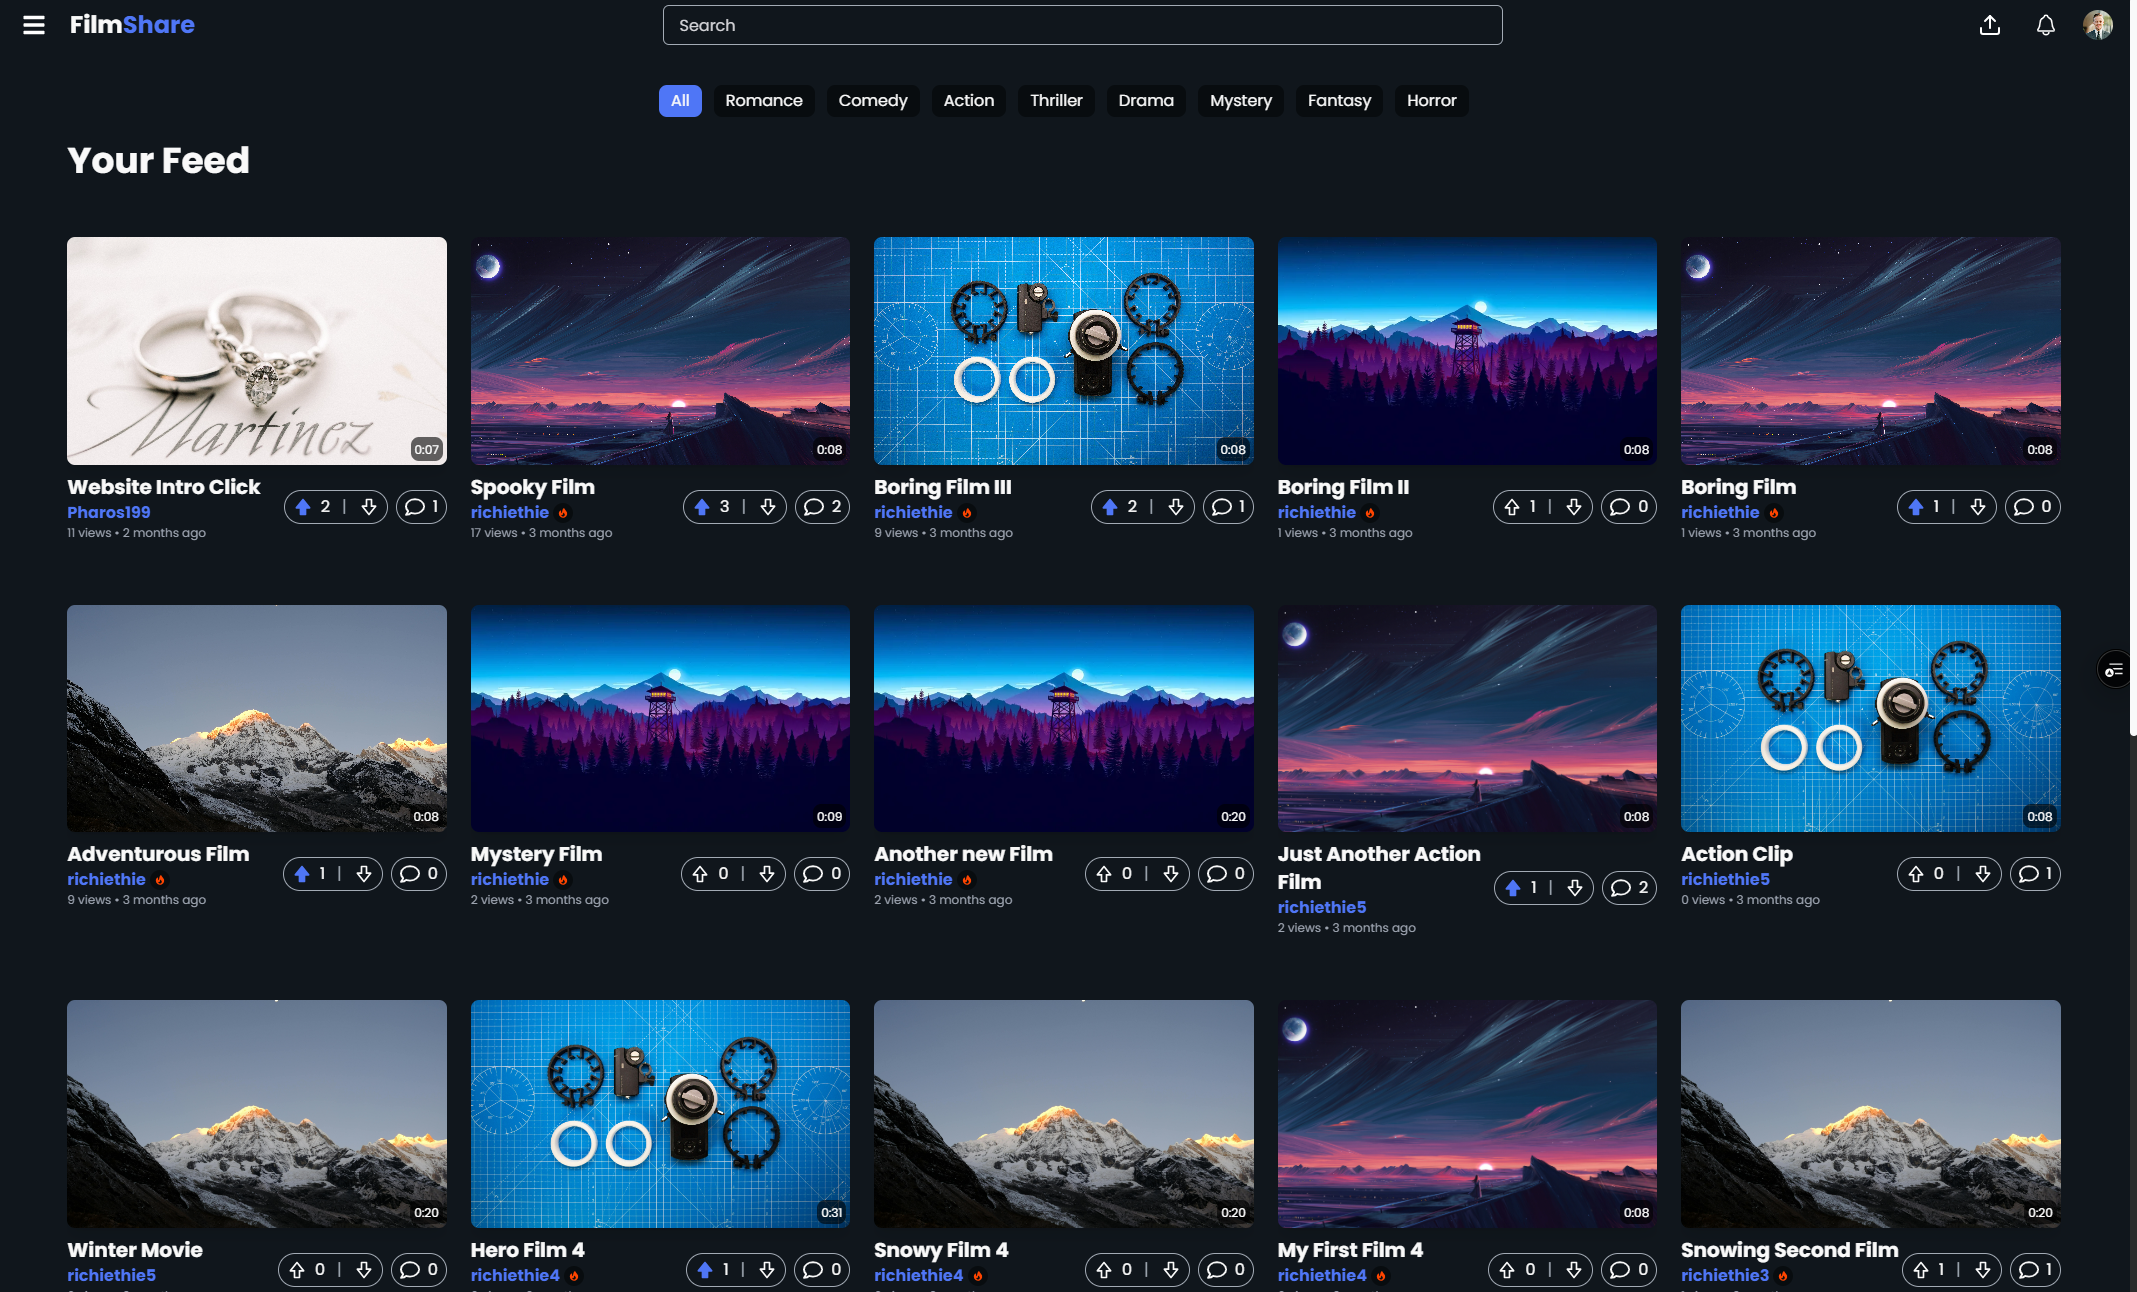 FilmShare
Search
All Romance Comedy Action Thriller Drama Mystery Fantasy Horror
Your Feed
Martinez
0:07
0:08
0:08
0:08
0:08
Website Intro Click
Pharos199
2 | 1
11 views • 2 months ago
Spooky Film
richiethie
3 | 2
17 views • 3 months ago
Boring Film III
richiethie
2 | 1
9 views • 3 months ago
Boring Film II
richiethie
1 | 0
1 views • 3 months ago
Boring Film
richiethie
1 | 0
1 views • 3 months ago
0:08
0:09
0:20
0:08
0:08
Adventurous Film
richiethie
1 | 0
9 views • 3 months ago
Mystery Film
richiethie
0 | 0
2 views • 3 months ago
Another new Film
richiethie
0 | 0
2 views • 3 months ago
Just Another Action
Film
richiethie5
1 | 2
2 views • 3 months ago
Action Clip
richiethie5
0 | 1
0 views • 3 months ago
0:20
0:31
0:20
0:08
0:20
Winter Movie
richiethie5
0 | 0
Hero Film 4
richiethie4
1 | 0
Snowy Film 4
richiethie4
0 | 0
My First Film 4
richiethie4
0 | 0
Snowing Second Film
richiethie3
1 | 1